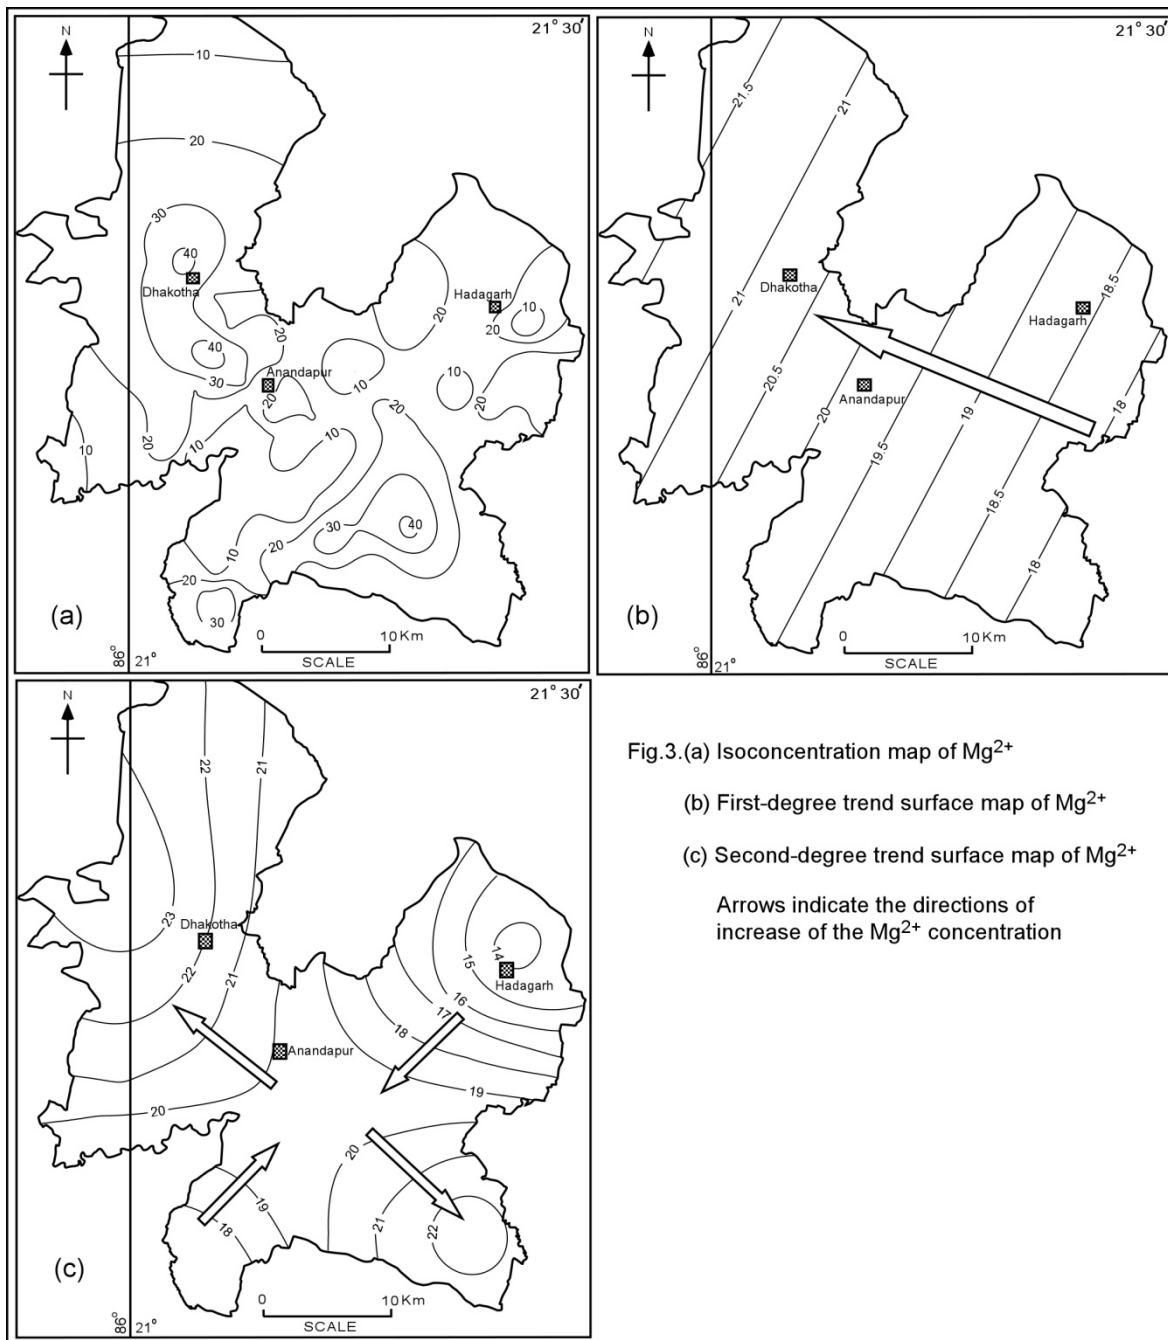 N
21° 30'
10
20
30
40
Dhakotha
Hadagarh
10
20
20
20
40
Anandapur
30
10
10
20
20
20
20
10
10
10
30
40
20
10
20
30
(a)
0 10 Km
SCALE
86° 21°
N
21° 30'
21.5
21
Dhakotha
21
18.5
Hadagarh
20.5
Anandapur
20
19
18
19.5
18.5
18
(b)
0 10 Km
SCALE
86° 21°
N
21° 30'
22
21
23
Dhakotha
22
21
14
15
Hadagarh
16
17
18
Anandapur
19
20
20
19
18
21
22
(c)
0 10 Km
SCALE
86° 21°
Fig.3.(a) Isoconcentration map of Mg2+
(b) First-degree trend surface map of Mg2+
(c) Second-degree trend surface map of Mg2+
Arrows indicate the directions of
increase of the Mg2+ concentration